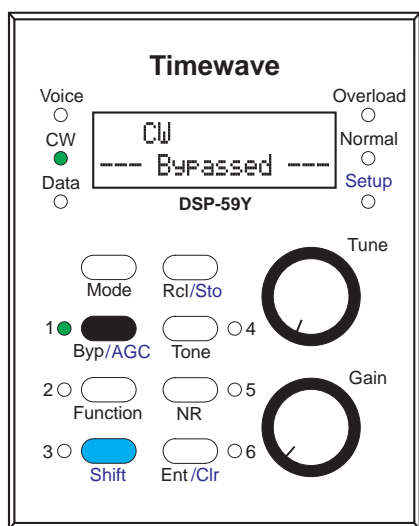 Timewave
Voice
Overload
CW
Normal
Data
Setup
CW
--- Bypassed ---
DSP-59Y
Tune
Mode
Rcl/Sto
1
4
Byp/AGC
Tone
2
5
Function
NR
Gain
3
6
Shift
Ent/Clr